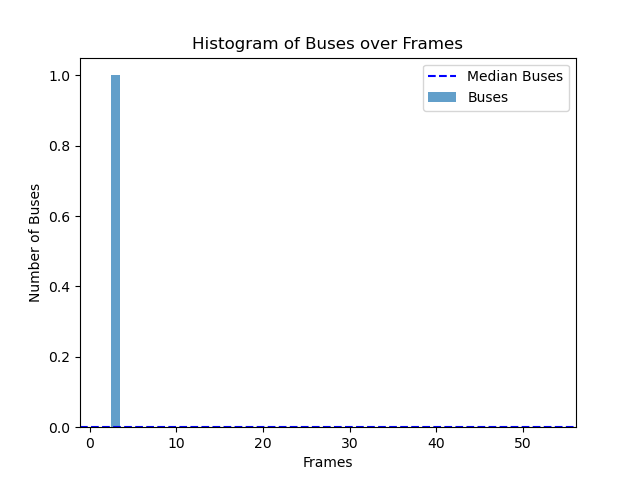 Histogram of Buses over Frames
Median Buses
Buses
1.0
0.8
0.6
0.4
0.2
0.0
Number of Buses
0 10 20 30 40 50
Frames